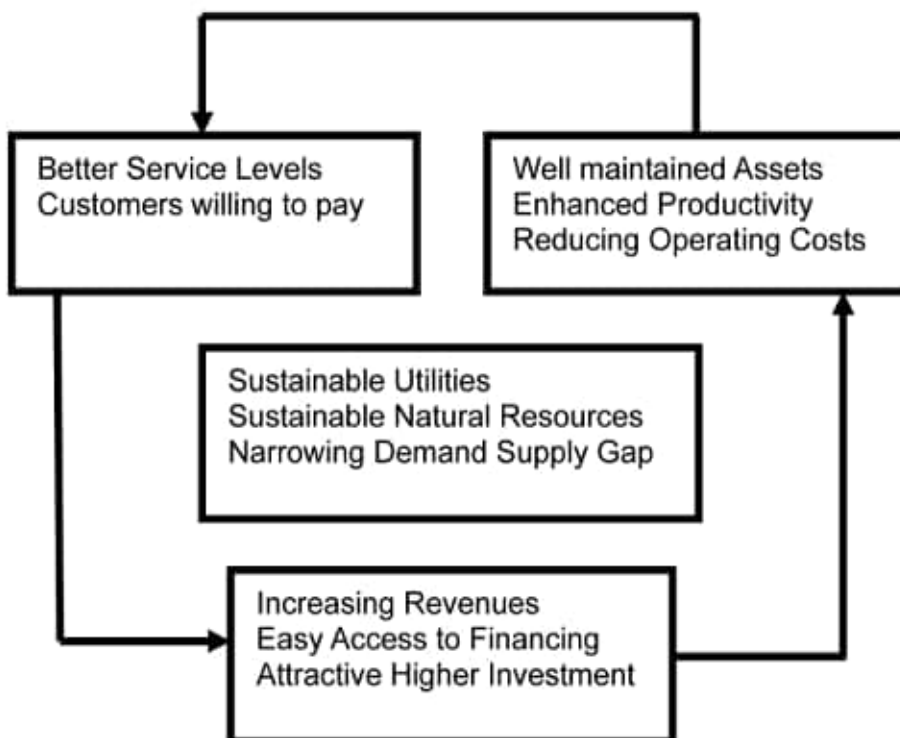 Better Service Levels
Customers willing to pay
Well maintained Assets
Enhanced Productivity
Reducing Operating Costs
Sustainable Utilities
Sustainable Natural Resources
Narrowing Demand Supply Gap
Increasing Revenues
Easy Access to Financing
Attractive Higher Investment